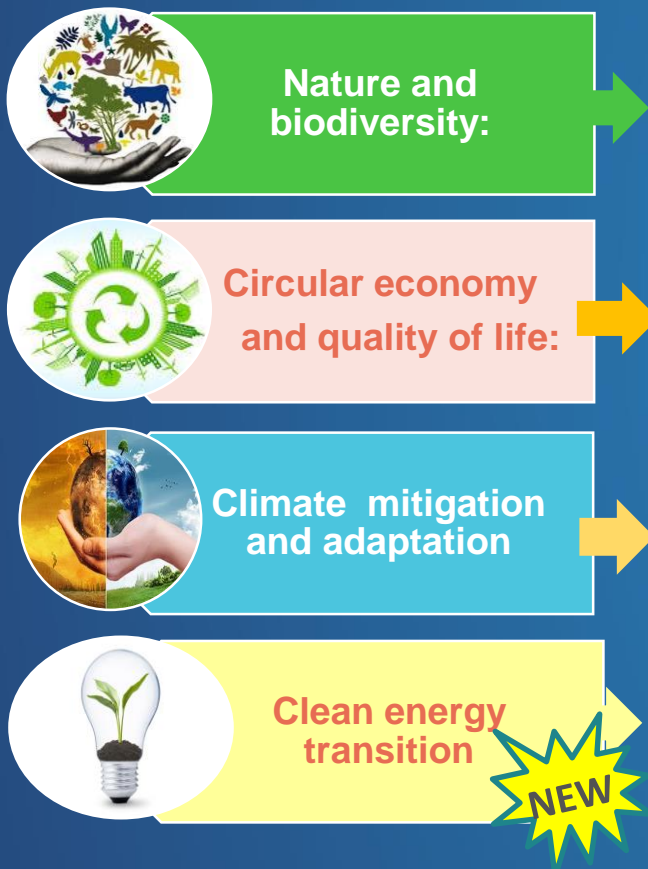 Nature and
biodiversity:
Circular economy
and quality of life:
Climate mitigation
and adaptation
Clean energy
transition
NEW